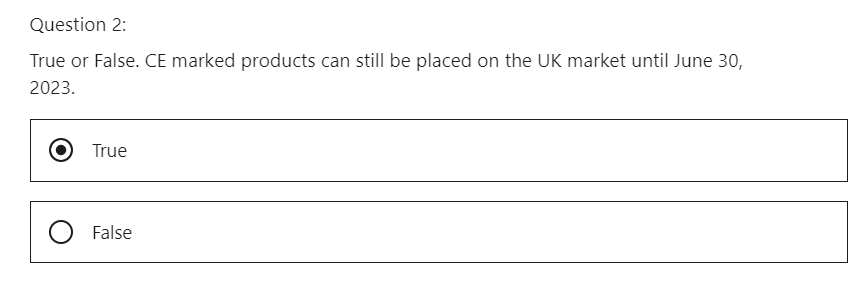 Question 2:
True or False. CE marked products can still be placed on the UK market until June 30,
2023.
True
False